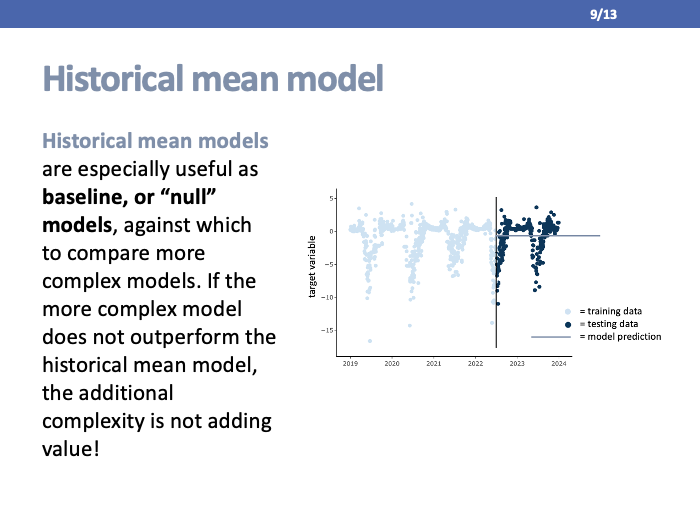 9/13
Historical mean model
Historical mean models
are especially useful as
baseline, or “null”
models, against which
to compare more
complex models. If the
more complex model
does not outperform the
historical mean model,
the additional
complexity is not adding
value!
target variable
5
0
−5
−10
−15
2019 2020 2021 2022 2023 2024
= training data
= testing data
= model prediction